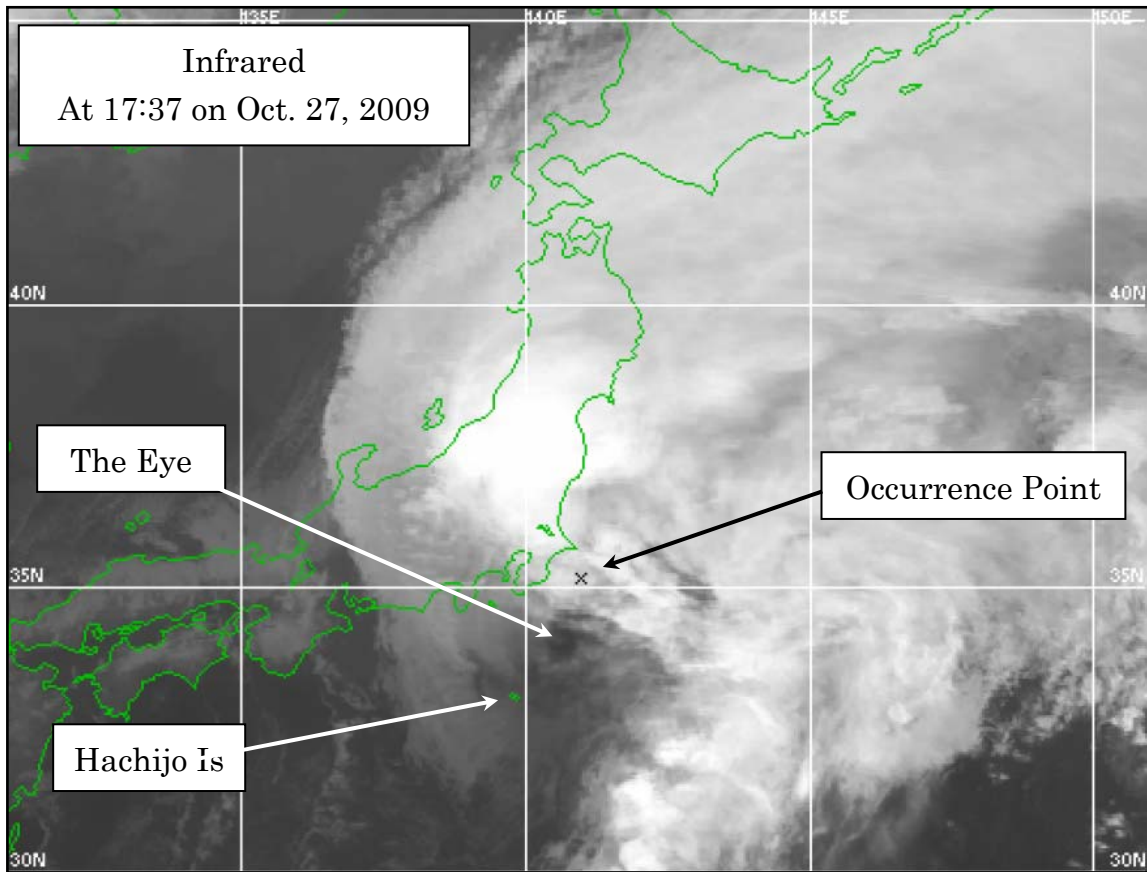 135E 140E 145E 150E
Infrared
At 17:37 on Oct. 27, 2009
40N 40N
The Eye
Occurrence Point
35N 35N
Hachijo Is
30N 30N